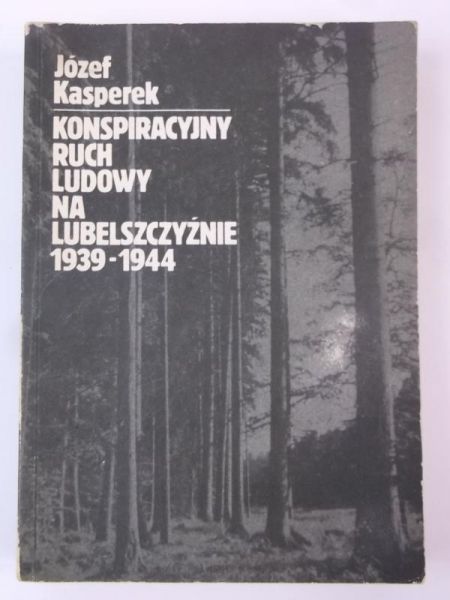 Józef
Kasperek
KONSPIRACYJNY
RUCH
LUDOWY
NA
LUBELSZCZYŹNIE
1939-1944